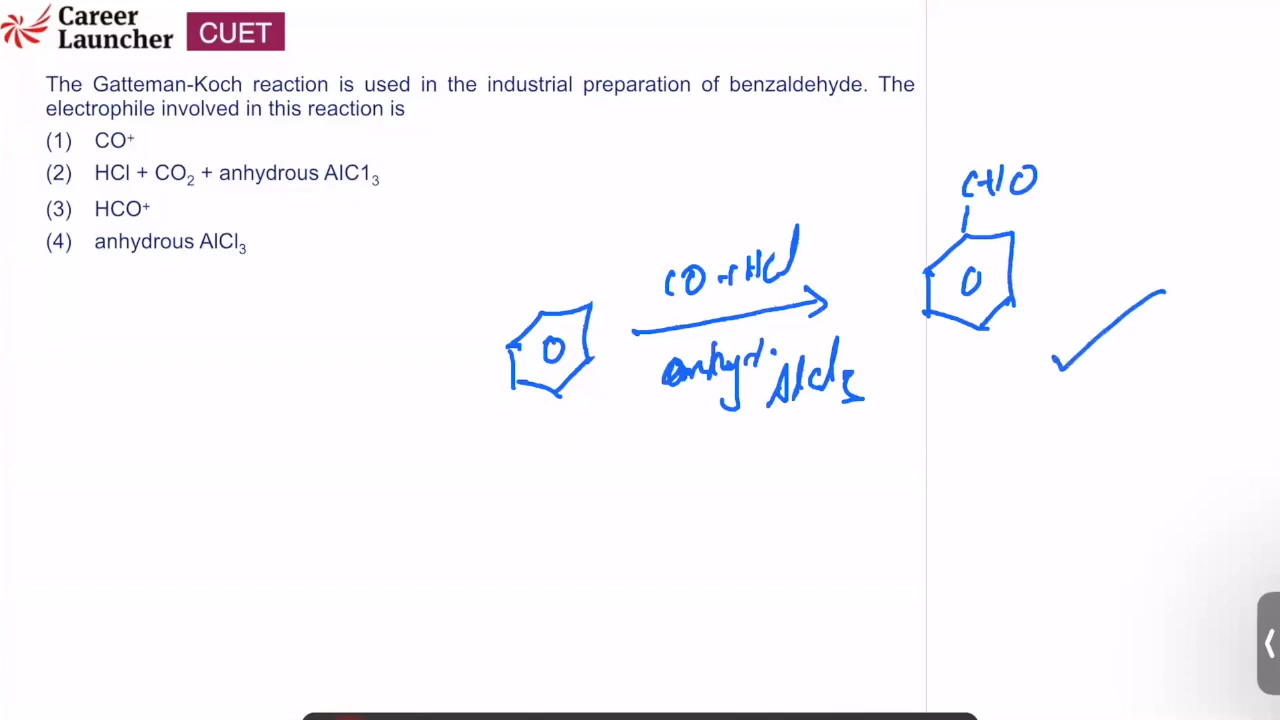 Career
Launcher
CUET
The Gatteman-Koch reaction is used in the industrial preparation of benzaldehyde. The
electrophile involved in this reaction is
(1) CO⁺
(2) HCl + CO₂ + anhydrous AlC1₃
(3) HCO⁺
(4) anhydrous AlCl₃
CHO
CO + HCl
anhyd. AlCl₃